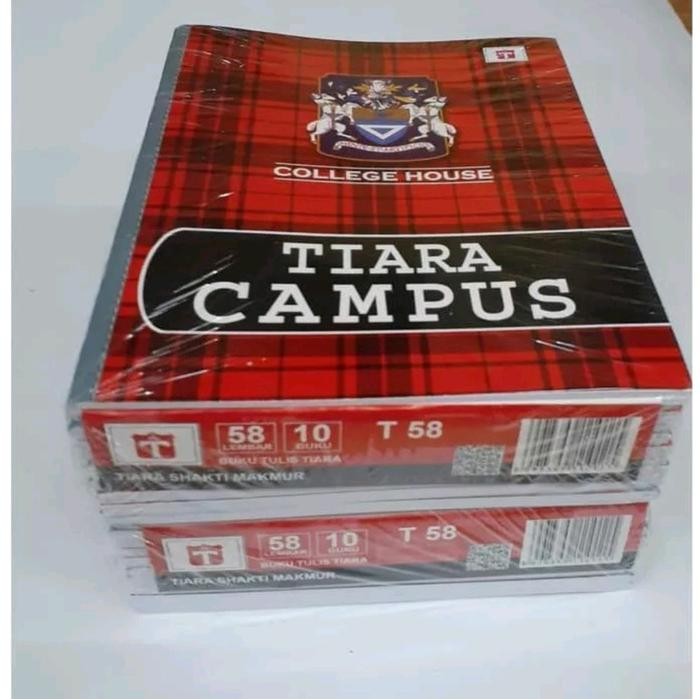 COLLEGE HOUSE
TIARA
CAMPUS
T
58 10 T 58
LEMBAR BUKU
BUKU TULIS TIARA
TIARA SHAKTI MAKMUR
T
58 10 T 58
LEMBAR BUKU
BUKU TULIS TIARA
TIARA SHAKTI MAKMUR